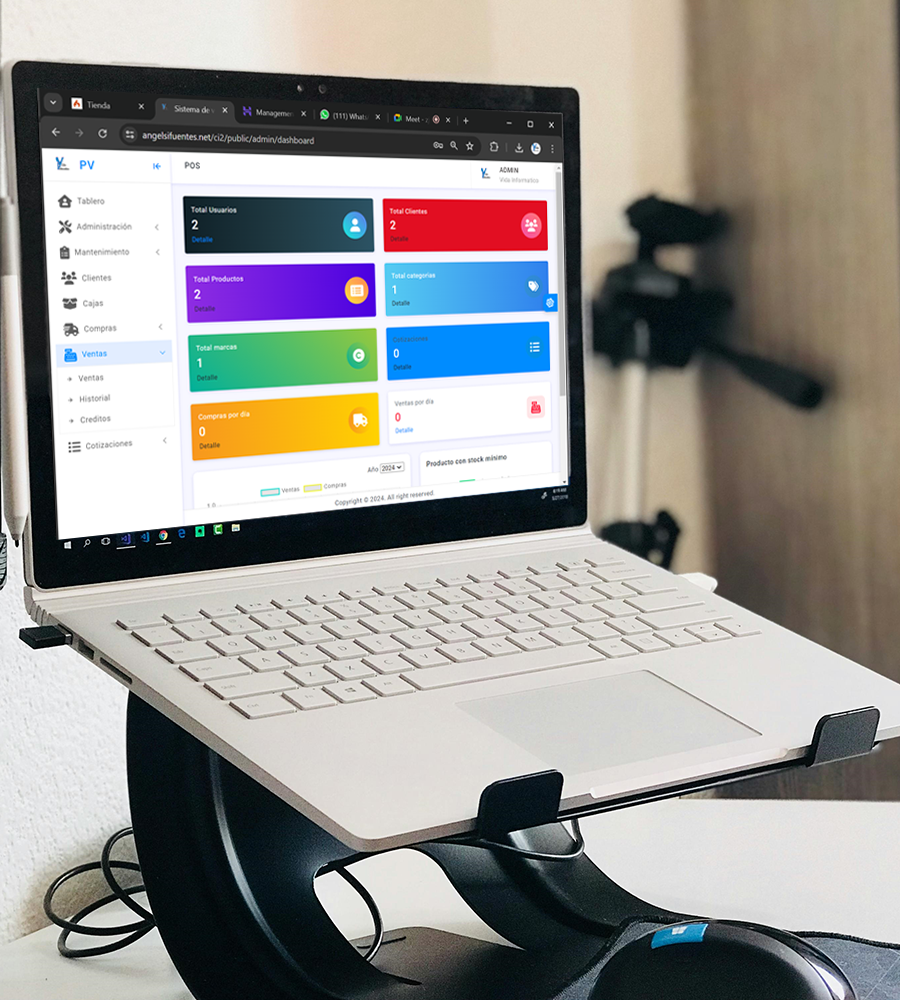 Tienda
Sistema de
Managemen
(111) Whats
Meet
angelsifuentes.net/ci2/public/admin/dashboard
PV
POS
ADMIN
Vida Informatico
Tablero
Administración
Mantenimiento
Clientes
Cajas
Compras
Ventas
Ventas
Historial
Creditos
Cotizaciones
Total Usuarios
2
Detalle
Total Clientes
2
Detalle
Total Productos
2
Detalle
Total categorias
1
Detalle
Total marcas
1
Detalle
Cotizaciones
0
Detalle
Compras por dia
0
Detalle
Ventas por dia
0
Detalle
Año 2024
Ventas
Compras
1.0
Producto con stock minimo
Copyright © 2024. All right reserved.